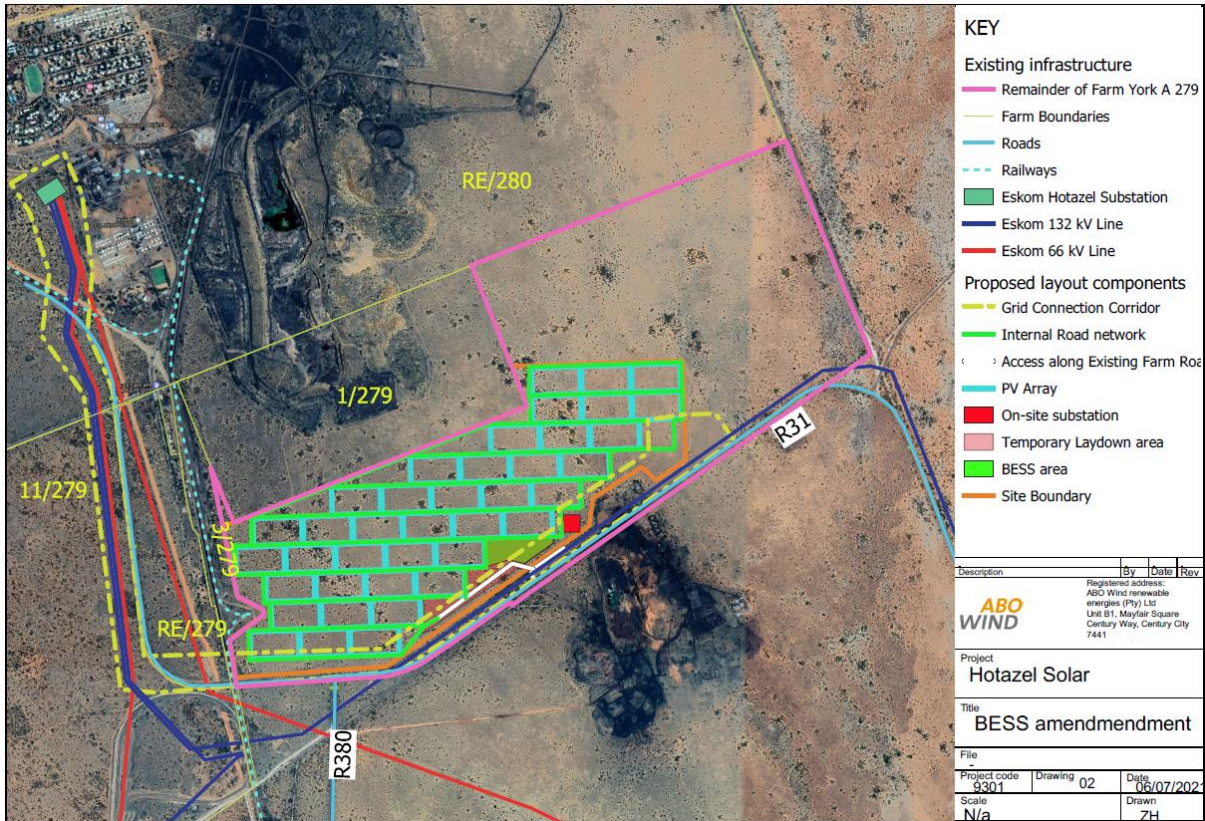 RE/280
1/279
11/279
3/279
RE/279
R31
R380
KEY
Existing infrastructure
Remainder of Farm York A 279
Farm Boundaries
Roads
Railways
Eskom Hotazel Substation
Eskom 132 kV Line
Eskom 66 kV Line
Proposed layout components
Grid Connection Corridor
Internal Road network
Access along Existing Farm Roa
PV Array
On-site substation
Temporary Laydown area
BESS area
Site Boundary
Description By Date Rev
ABO
WIND
Registered address:
ABO Wind renewable
energies (Pty) Ltd
Unit B1, Mayfair Square
Century Way, Century City
7441
Project
Hotazel Solar
Title
BESS amendmendment
File
-
Project code
9301
Drawing 02
Date
06/07/202
Scale
N/a
Drawn
ZH